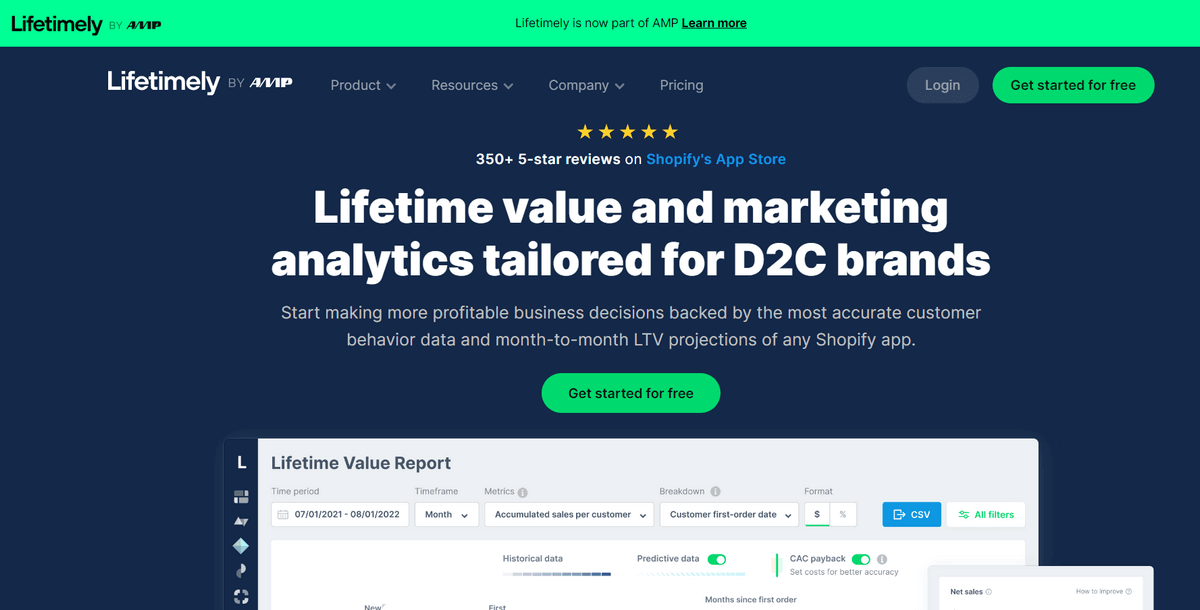 Lifetimely BY AMP
Lifetimely is now part of AMP Learn more
Lifetimely BY AMP
Product
Resources
Company
Pricing
Login
Get started for free
350+ 5-star reviews on Shopify's App Store
Lifetime value and marketing
analytics tailored for D2C brands
Start making more profitable business decisions backed by the most accurate customer
behavior data and month-to-month LTV projections of any Shopify app.
Get started for free
L
Lifetime Value Report
Time period
Timeframe
Metrics
Breakdown
Format
07/01/2021 - 08/01/2022
Month
Accumulated sales per customer
Customer first-order date
$
%
CSV
All filters
Historical data
Predictive data
CAC payback
Set costs for better accuracy
Net sales
How to improve
Months since first order
New
First